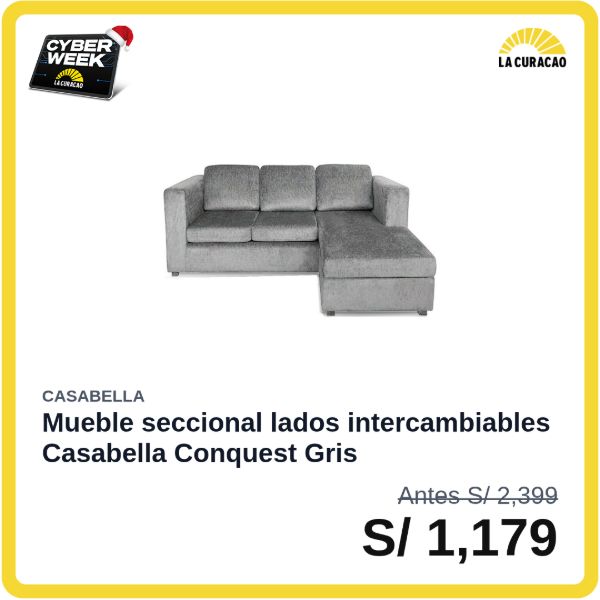 CYBER
WEEK
LA CURACAO
LA CURACAO
CASABELLA
Mueble seccional lados intercambiables
Casabella Conquest Gris
Antes S/ 2,399
S/ 1,179